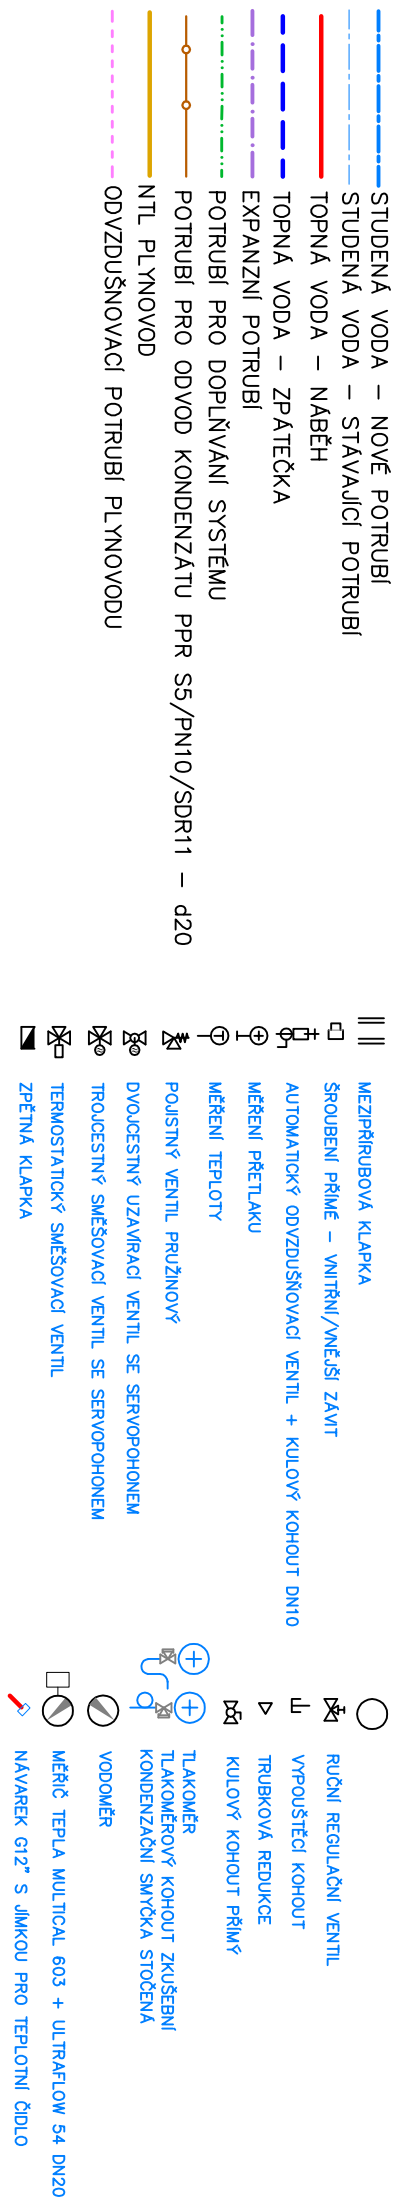 STUDENÁ VODA – NOVÉ POTRUBÍ
STUDENÁ VODA – STÁVAJÍCÍ POTRUBÍ
TOPNÁ VODA – NÁBĚH
TOPNÁ VODA – ZPÁTEČKA
EXPANZNÍ POTRUBÍ
POTRUBÍ PRO DOPLŇVÁNÍ SYSTÉMU
POTRUBÍ PRO ODVOD KONDENZÁTU PPR S5/PN10/SDR11 – d20
NTL PLYNOVOD
ODVZDUŠNOVACÍ POTRUBÍ PLYNOVODU
MEZIPŘÍRUBOVÁ KLAPKA
ŠROUBENÍ PŘÍMÉ – VNITŘNÍ/VNĚJŠÍ ZÁVIT
AUTOMATICKÝ ODVZDUŠŇOVACÍ VENTIL + KULOVÝ KOHOUT DN10
MĚŘENÍ PŘETLAKU
MĚŘENÍ TEPLOTY
POJISTNÝ VENTIL PRUŽINOVÝ
DVOJCESTNÝ UZAVÍRACÍ VENTIL SE SERVOPOHONEM
TROJCESTNÝ SMĚŠOVACÍ VENTIL SE SERVOPOHONEM
TERMOSTATICKÝ SMĚŠOVACÍ VENTIL
ZPĚTNÁ KLAPKA
RUČNÍ REGULAČNÍ VENTIL
VYPOUŠTĚCÍ KOHOUT
TRUBKOVÁ REDUKCE
KULOVÝ KOHOUT PŘÍMÝ
TLAKOMĚR
TLAKOMĚROVÝ KOHOUT ZKUŠEBNÍ
KONDENZAČNÍ SMYČKA STOČENÁ
VODOMĚR
MĚŘIČ TEPLA MULTICAL 603 + ULTRAFLOW 54 DN20
NÁVAREK G12" S JÍMKOU PRO TEPLOTNÍ ČIDLO